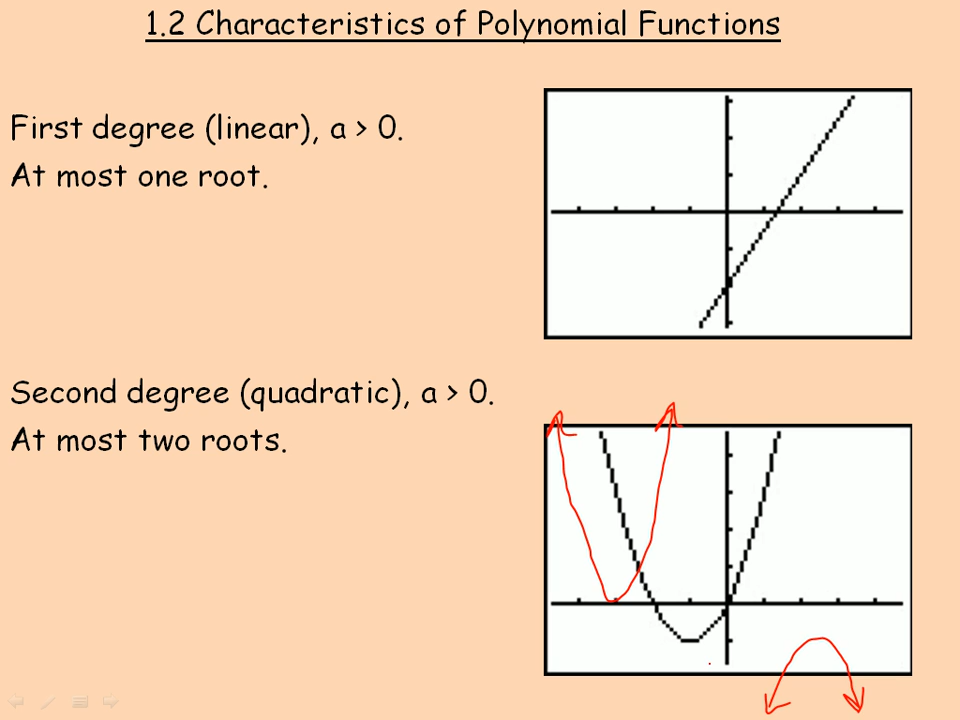 1.2 Characteristics of Polynomial Functions
First degree (linear), a > 0.
At most one root.
Second degree (quadratic), a > 0.
At most two roots.